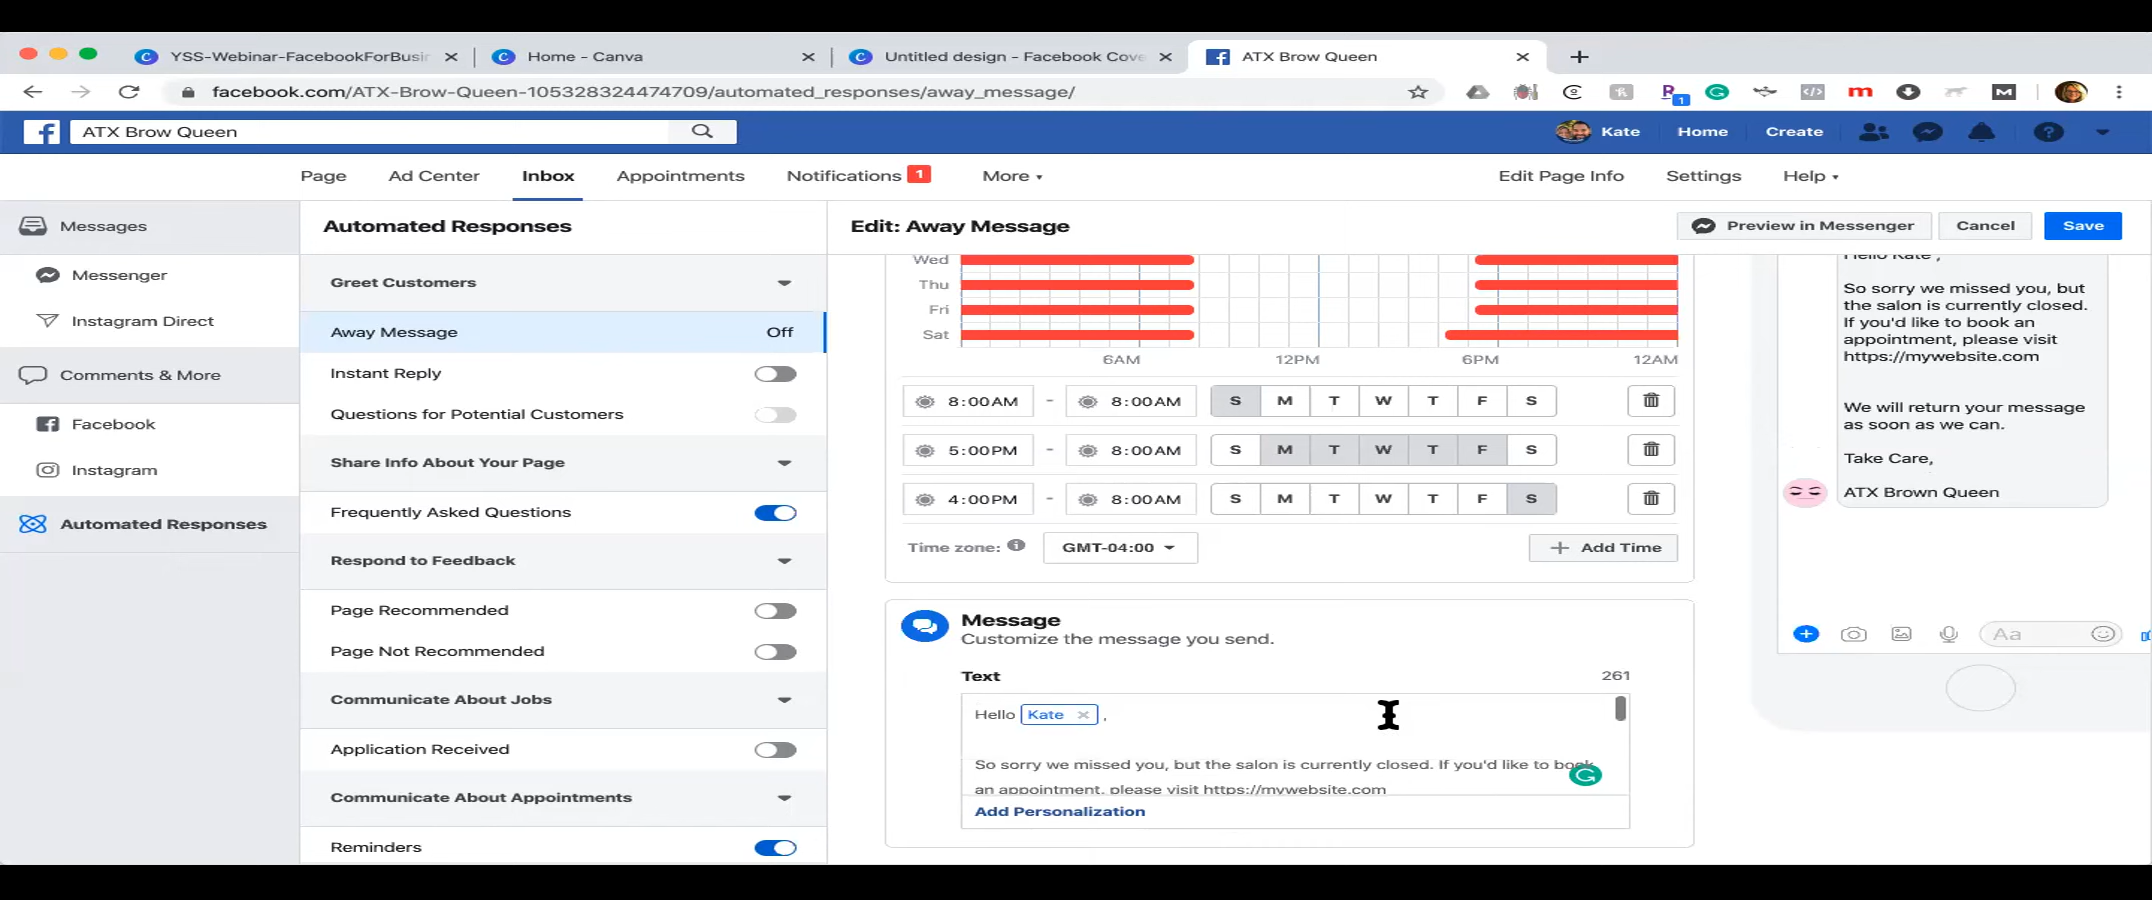 YSS-Webinar-FacebookForBusi
Home - Canva
Untitled design - Facebook Cove
ATX Brow Queen
facebook.com/ATX-Brow-Queen-105328324474709/automated_responses/away_message/
1
ATX Brow Queen
Kate
Home
Create
Page
Ad Center
Inbox
Appointments
Notifications 1
More
Edit Page Info
Settings
Help
Messages
Messenger
Instagram Direct
Comments & More
Facebook
Instagram
Automated Responses
Automated Responses
Greet Customers
Away Message Off
Instant Reply
Questions for Potential Customers
Share Info About Your Page
Frequently Asked Questions
Respond to Feedback
Page Recommended
Page Not Recommended
Communicate About Jobs
Application Received
Communicate About Appointments
Reminders
Edit: Away Message
Preview in Messenger
Cancel
Save
Wed
Thu
Fri
Sat
6AM 12PM 6PM 12AM
8:00AM - 8:00AM S M T W T F S
5:00PM - 8:00AM S M T W T F S
4:00PM - 8:00AM S M T W T F S
Time zone: GMT-04:00
+ Add Time
Message
Customize the message you send.
Text 261
Hello Kate ,
So sorry we missed you, but the salon is currently closed. If you'd like to book
an appointment, please visit https://mywebsite.com
Add Personalization
Hello Kate ,
So sorry we missed you, but
the salon is currently closed.
If you'd like to book an
appointment, please visit
https://mywebsite.com
We will return your message
as soon as we can.
Take Care,
ATX Brown Queen
Aa